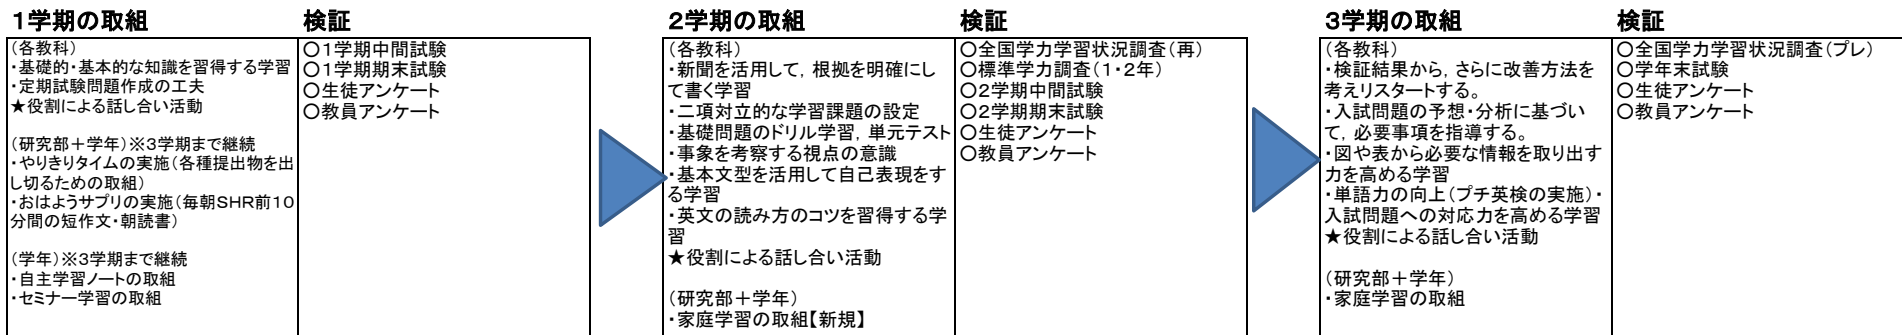 1学期の取組
検証
(各教科)
・基礎的・基本的な知識を習得する学習
・定期試験問題作成の工夫
★役割による話し合い活動
(研究部＋学年)※3学期まで継続
・やりきりタイムの実施(各種提出物を出
し切るための取組)
・おはようサプリの実施(毎朝SHR前10
分間の短作文・朝読書)
(学年)※3学期まで継続
・自主学習ノートの取組
・セミナー学習の取組
○1学期中間試験
○1学期期末試験
○生徒アンケート
○教員アンケート
2学期の取組
検証
(各教科)
・新聞を活用して，根拠を明確にし
て書く学習
・二項対立的な学習課題の設定
・基礎問題のドリル学習，単元テスト
・事象を考察する視点の意識
・基本文型を活用して自己表現をす
る学習
・英文の読み方のコツを習得する学
習
★役割による話し合い活動
(研究部＋学年)
・家庭学習の取組【新規】
○全国学力学習状況調査(再)
○標準学力調査(1・2年)
○2学期中間試験
○2学期期末試験
○生徒アンケート
○教員アンケート
3学期の取組
検証
(各教科)
・検証結果から，さらに改善方法を
考えリスタートする。
・入試問題の予想・分析に基づい
て，必要事項を指導する。
・図や表から必要な情報を取り出す
力を高める学習
・単語力の向上(プチ英検の実施)・
入試問題への対応力を高める学習
★役割による話し合い活動
(研究部＋学年)
・家庭学習の取組
○全国学力学習状況調査(プレ)
○学年末試験
○生徒アンケート
○教員アンケート